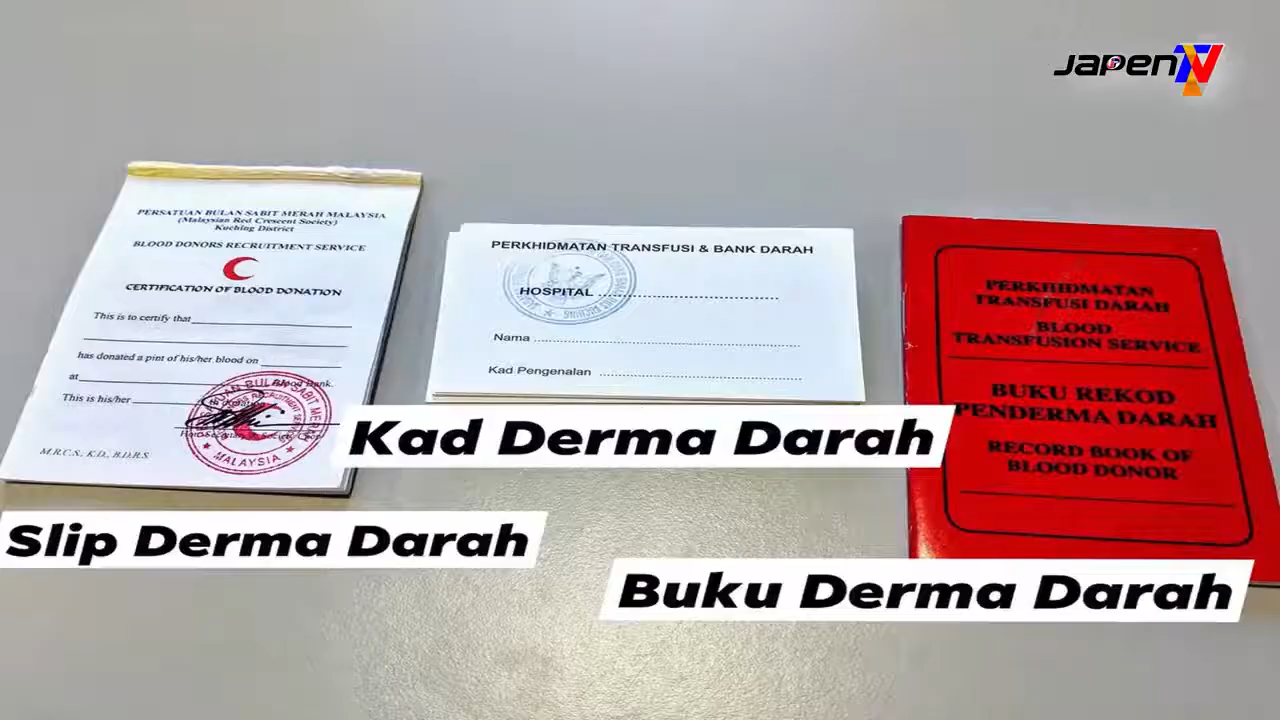 JAPEN TV
PERSATUAN BULAN SABIT MERAH MALAYSIA
(Malaysian Red Crescent Society)
Kuching District
BLOOD DONORS RECRUITMENT SERVICE
CERTIFICATION OF BLOOD DONATION
This is to certify that
has donated a pint of his/her blood on
at Blood Bank.
This is his/her
MALAYSIA
M.R.C.S., K.D., B.D.R.S.
Slip Derma Darah
PERKHIDMATAN TRANSFUSI & BANK DARAH
HOSPITAL
Nama
Kad Pengenalan
Kad Derma Darah
PERKHIDMATAN
TRANSFUSI DARAH
BLOOD
TRANSFUSION SERVICE
BUKU REKOD
PENDERMA DARAH
RECORD BOOK OF
BLOOD DONOR
Buku Derma Darah